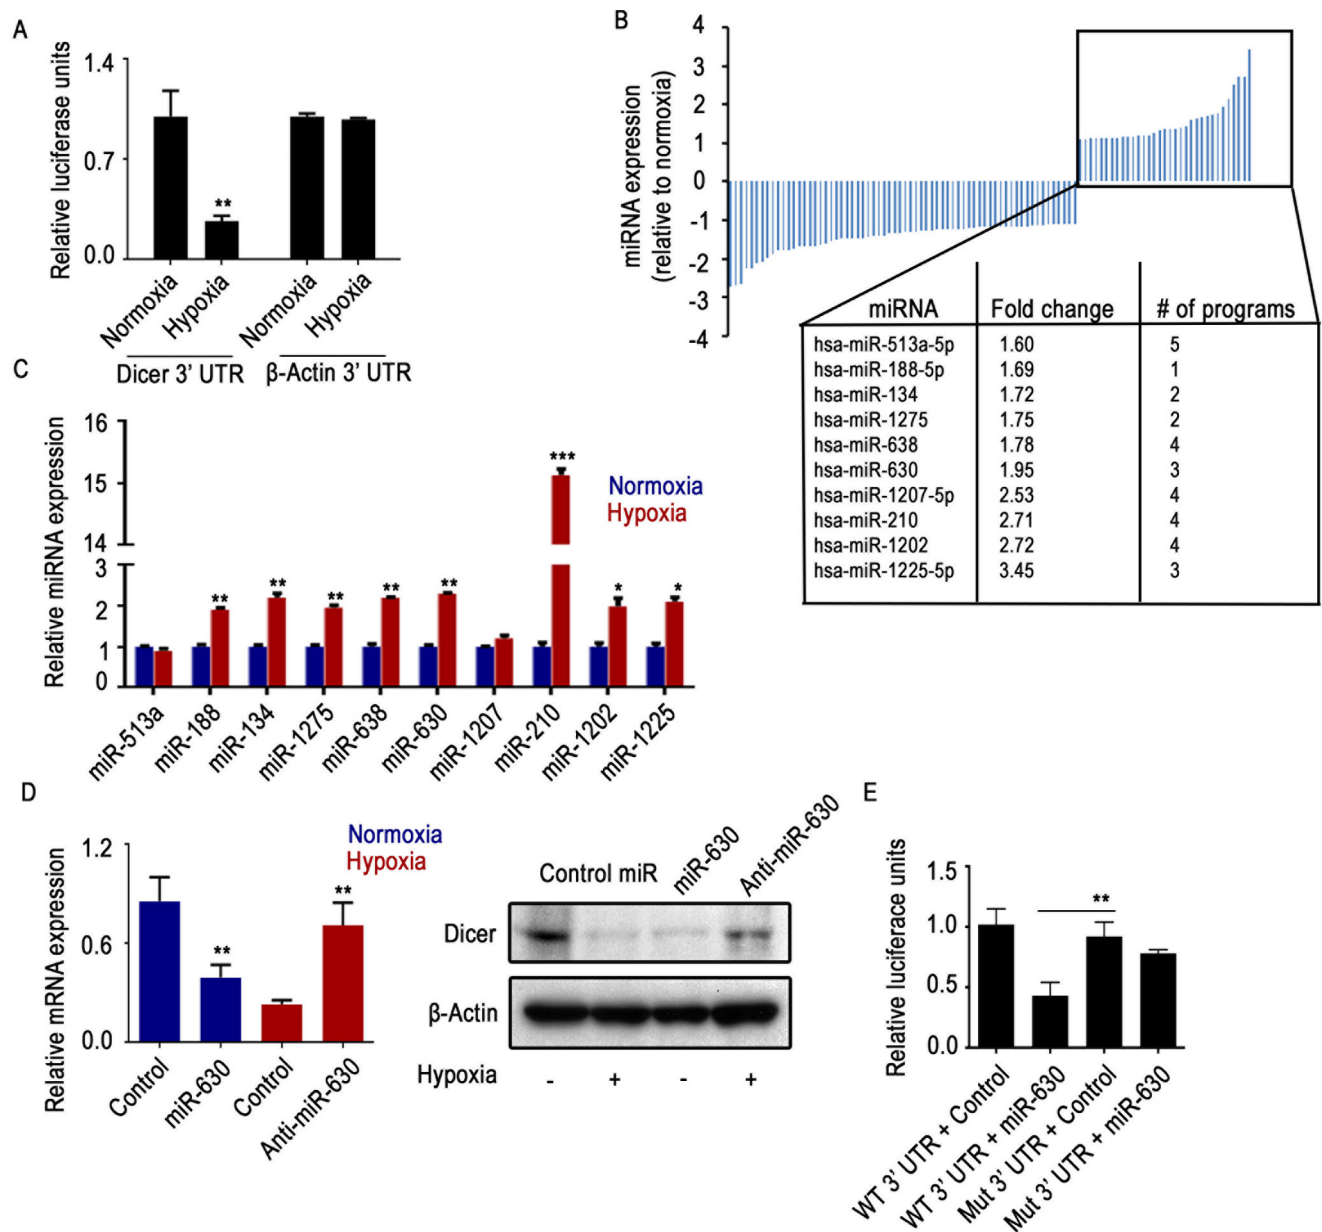 A
Relative luciferase units
1.4
0.7
0.0
**
Normoxia
Hypoxia
Normoxia
Hypoxia
Dicer 3' UTR
β-Actin 3' UTR
B
miRNA expression
(relative to normoxia)
4
3
2
1
0
-1
-2
-3
-4
miRNA Fold change # of programs
hsa-miR-513a-5p 1.60 5
hsa-miR-188-5p 1.69 1
hsa-miR-134 1.72 2
hsa-miR-1275 1.75 2
hsa-miR-638 1.78 4
hsa-miR-630 1.95 3
hsa-miR-1207-5p 2.53 4
hsa-miR-210 2.71 4
hsa-miR-1202 2.72 4
hsa-miR-1225-5p 3.45 3
C
Relative miRNA expression
16
15
14
3
2
1
0
** ** ** ** ** *** * *
Normoxia
Hypoxia
miR-513a
miR-188
miR-134
miR-1275
miR-638
miR-630
miR-1207
miR-210
miR-1202
miR-1225
D
Relative mRNA expression
1.2
0.6
0.0
** **
Normoxia
Hypoxia
Control
miR-630
Control
Anti-miR-630
Control miR
miR-630
Anti-miR-630
Dicer
β-Actin
Hypoxia - + - +
E
Relative luciferace units
1.5
1.0
0.5
0.0
**
WT 3' UTR + Control
WT 3' UTR + miR-630
Mut 3' UTR + Control
Mut 3' UTR + miR-630